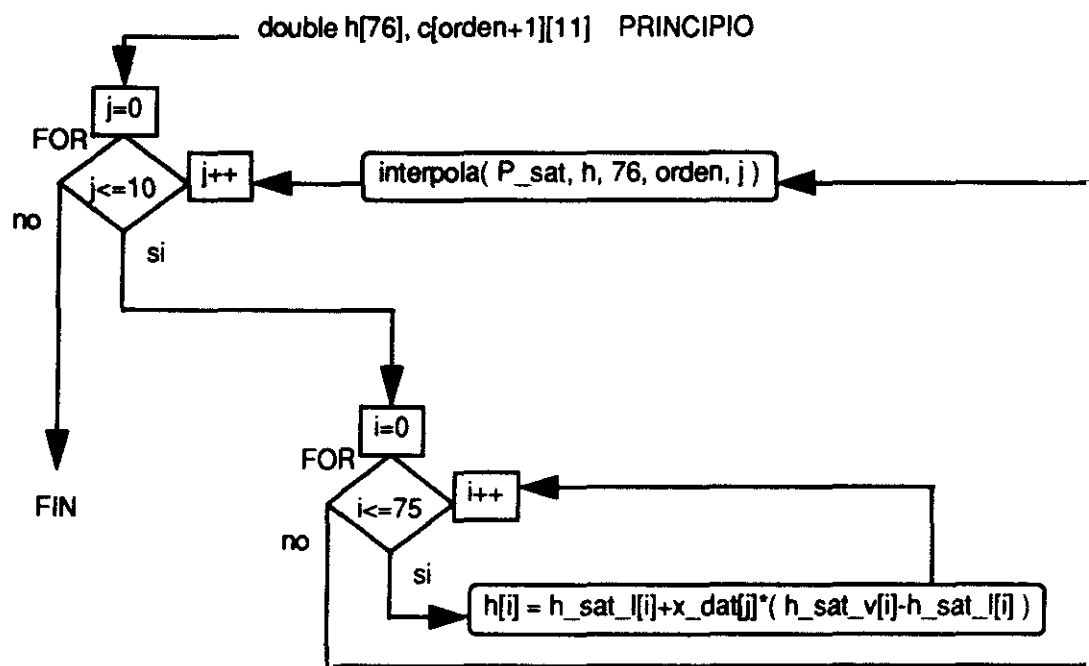 double h[76], c[orden+1][11] PRINCIPIO
j=0
FOR
j<=10
j++
interpola( P_sat, h, 76, orden, j )
no
si
i=0
FOR
i<=75
i++
FIN
no
si
h[i] = h_sat_l[i]+x_dat[j]*( h_sat_v[i]-h_sat_l[i] )